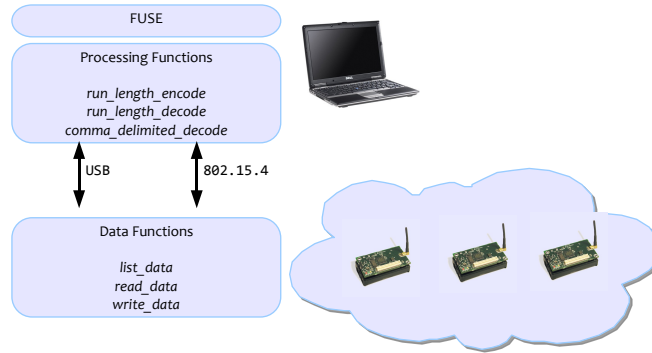 FUSE
Processing Functions
run_length_encode
run_length_decode
comma_delimited_decode
USB
802.15.4
Data Functions
list_data
read_data
write_data